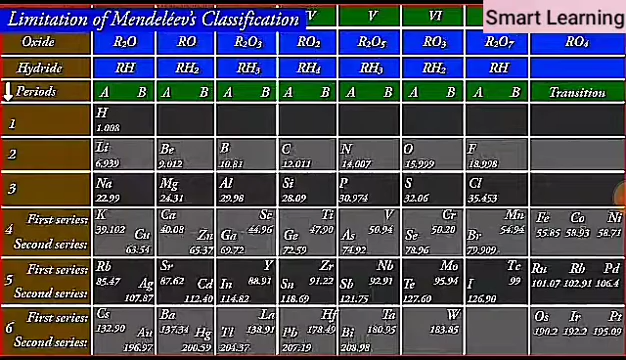 Limitation of Mendeléev's Classification V V VI Smart Learning
Oxide R₂O RO R₂O₃ RO₂ R₂O₅ RO₃ R₂O₇ RO₄
Hydride RH RH₂ RH₃ RH₄ RH₃ RH₂ RH
Periods A B A B A B A B A B A B A B Transition
1 H
1.008
2 Li Be B C N O F
6.939 9.012 10.81 12.011 14.007 15.999 18.998
3 Na Mg Al Si P S Cl
22.99 24.31 29.98 28.09 30.974 32.06 35.453
4 First series: K Ca Sc Ti V Cr Mn Fe Co Ni
39.102 40.08 44.96 47.90 50.94 50.20 54.94 55.85 58.93 58.71
Second series: Cu Zn Ga Ge As Se Br
63.54 65.37 69.72 72.59 74.92 78.96 79.909
5 First series: Rb Sr Y Zr Nb Mo Tc Ru Rh Pd
85.47 87.62 88.91 91.22 92.91 95.94 99 101.07 102.91 106.4
Second series: Ag Cd In Sn Sb Te I
107.87 112.40 114.82 118.69 121.75 127.60 126.90
6 First series: Cs Ba La Hf Ta W Os Ir Pt
132.90 137.34 138.91 178.49 180.95 183.85 190.2 192.2 195.09
Second series: Au Hg Tl Pb Bi
196.97 200.59 204.37 207.19 208.98